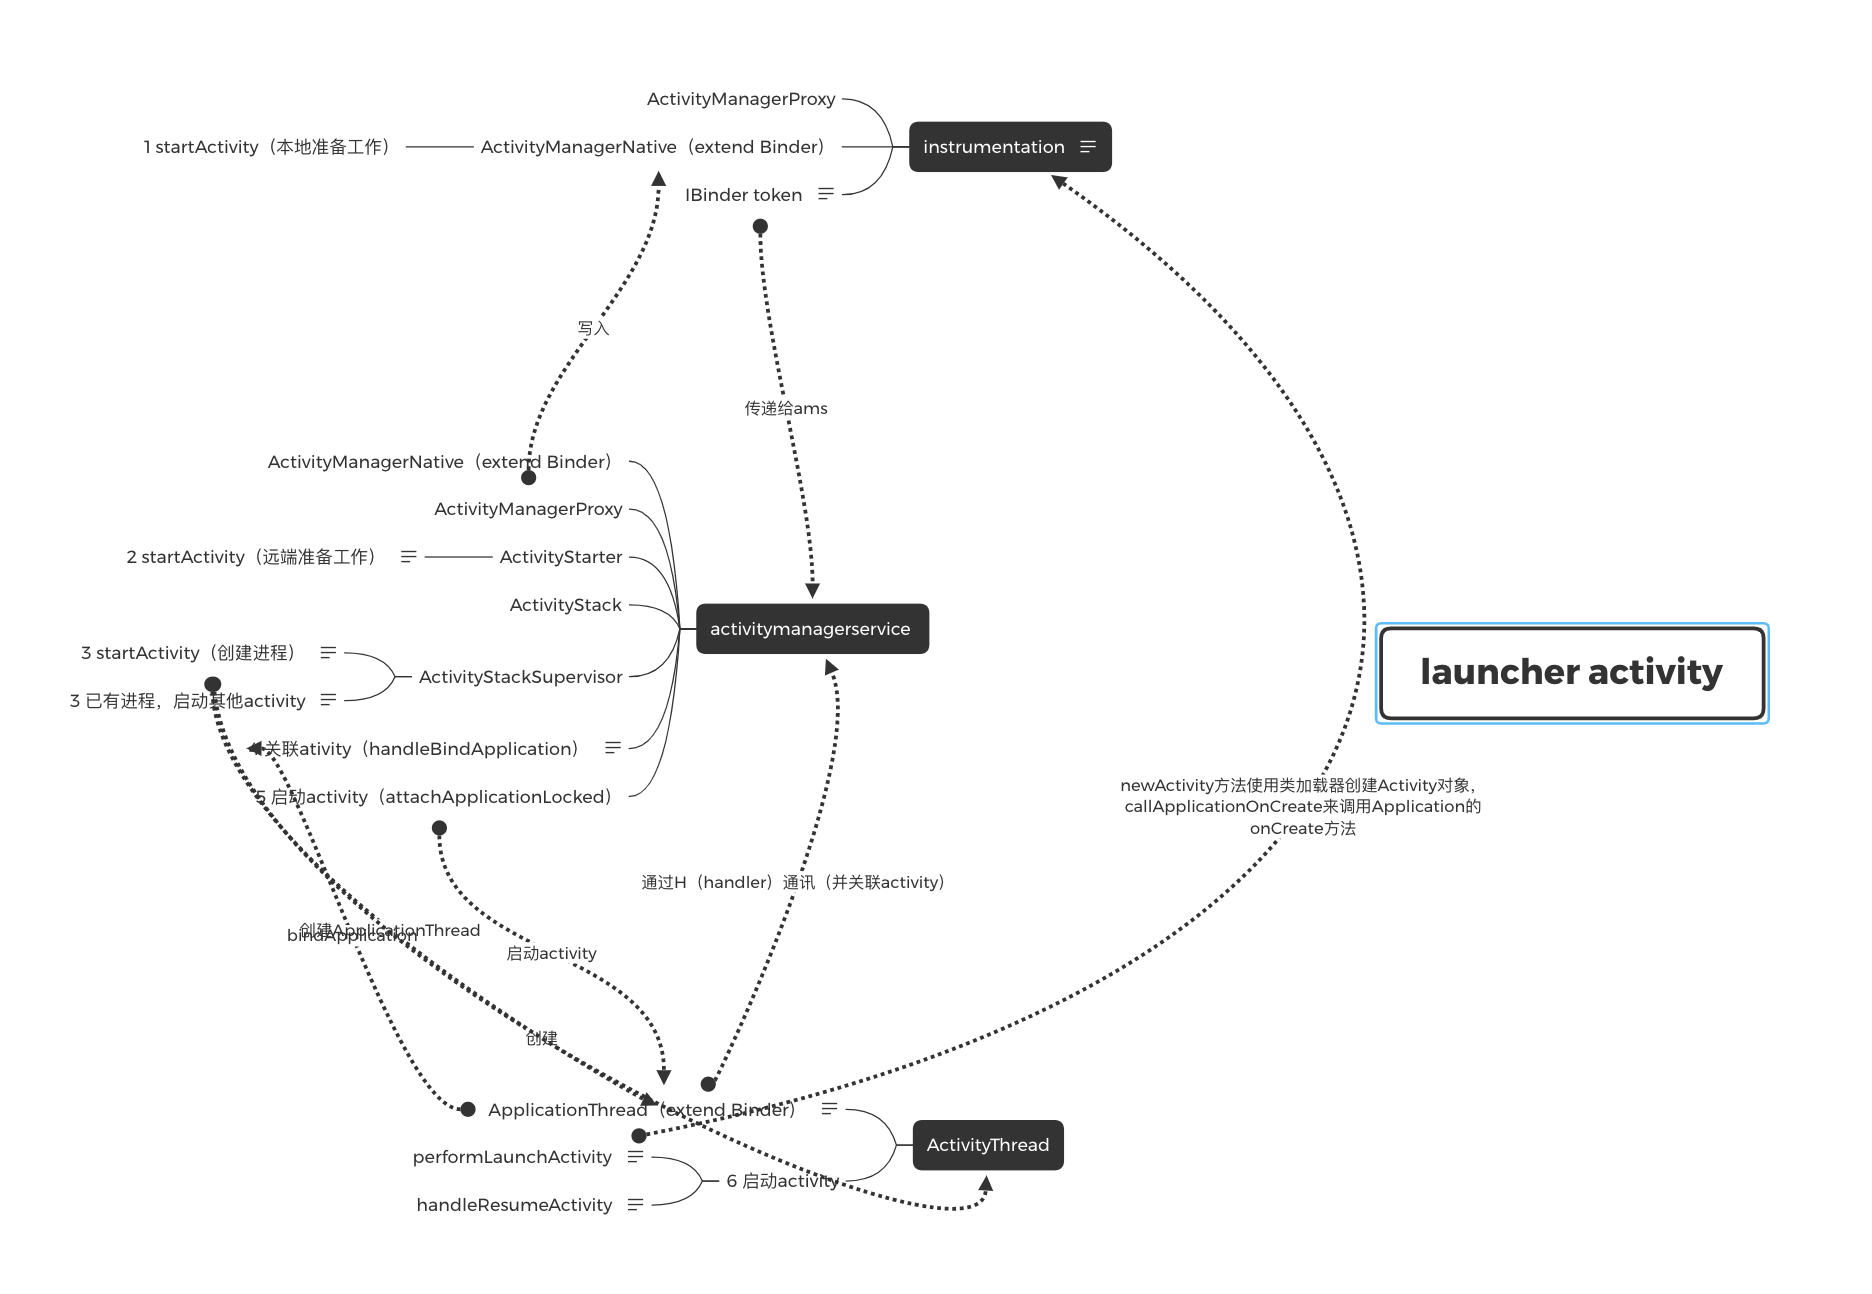 ActivityManagerProxy
1 startActivity（本地准备工作）
ActivityManagerNative（extend Binder）
instrumentation
IBinder token
写入
传递给ams
ActivityManagerNative（extend Binder）
ActivityManagerProxy
2 startActivity（远端准备工作）
ActivityStarter
ActivityStack
activitymanagerservice
3 startActivity（创建进程）
ActivityStackSupervisor
3 已有进程，启动其他activity
launcher activity
关联ativity（handleBindApplication）
5 启动activity（attachApplicationLocked）
newActivity方法使用类加载器创建Activity对象，
callApplicationOnCreate来调用Application的
onCreate方法
通过H（handler）通讯（并关联activity）
创建ApplicationThread
bindApplication
启动activity
创建
ApplicationThread（extend Binder）
ActivityThread
performLaunchActivity
6 启动activity
handleResumeActivity